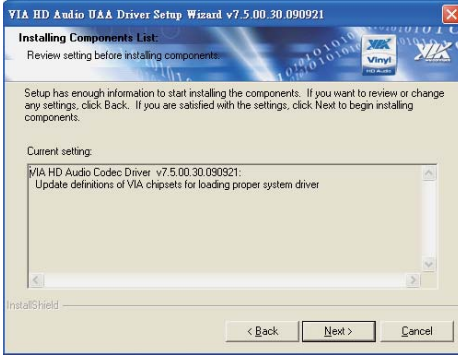 VIA HD Audio UAA Driver Setup Wizard v7.5.00.30.090921
Installing Components List:
Review setting before installing components.
Vinyl
HD AUDIO
VIA
Setup has enough information to start installing the components. If you want to review or change
any settings, click Back. If you are satisfied with the settings, click Next to begin installing
components.
Current setting:
VIA HD Audio Codec Driver v7.5.00.30.090921:
Update definitions of VIA chipsets for loading proper system driver
InstallShield
< Back
Next >
Cancel